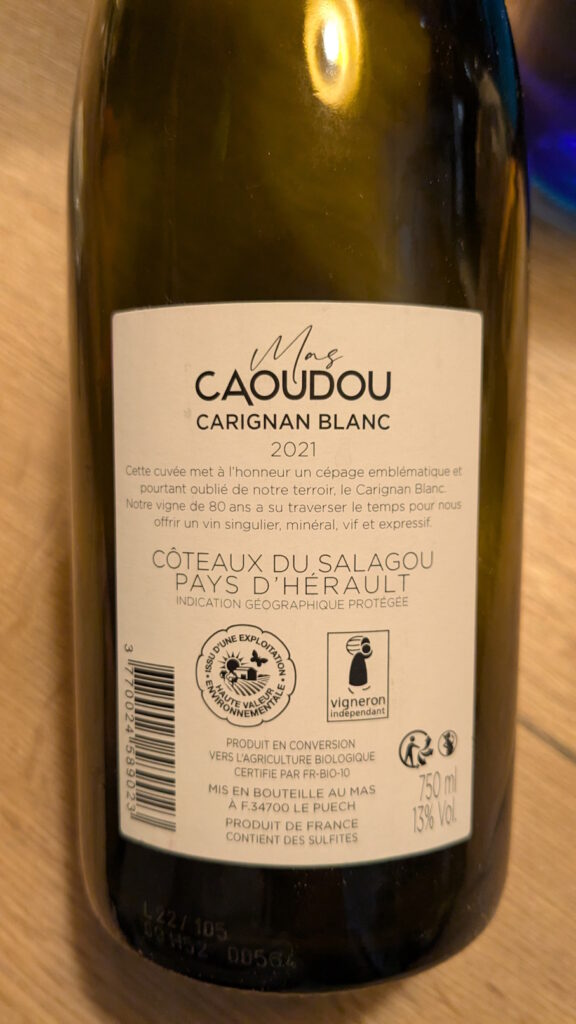 Mas
CAOUDOU
CARIGNAN BLANC
2021
Cette cuvée met à l'honneur un cépage emblématique et
pourtant oublié de notre terroir, le Carignan Blanc.
Notre vigne de 80 ans a su traverser le temps pour nous
offrir un vin singulier, minéral, vif et expressif.
CÔTEAUX DU SALAGOU
PAYS D'HÉRAULT
INDICATION GÉOGRAPHIQUE PROTÉGÉE
ISSU D'UNE EXPLOITATION
HAUTE VALEUR
ENVIRONNEMENTALE
vigneron
indépendant
3 770024 589023
PRODUIT EN CONVERSION
VERS L'AGRICULTURE BIOLOGIQUE
CERTIFIE PAR FR-BIO-10
MIS EN BOUTEILLE AU MAS
À F.34700 LE PUECH
PRODUIT DE FRANCE
CONTIENT DES SULFITES
750 ml
13% Vol.
L22/105